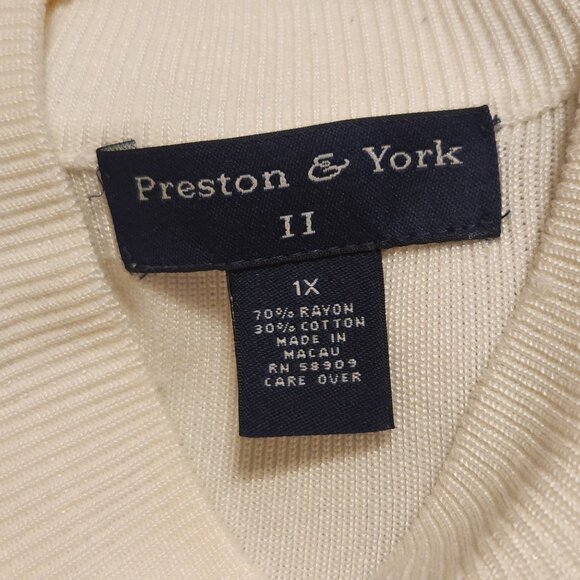 Preston & York
II
1X
70% RAYON
30% COTTON
MADE IN
MACAU
RN 58909
CARE OVER